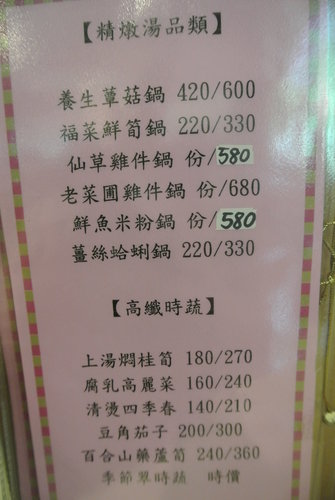 【精燉湯品類】
養生蕈菇鍋 420/600
福菜鮮筍鍋 220/330
仙草雞件鍋 份/580
老菜圃雞件鍋 份/680
鮮魚米粉鍋 份/580
薑絲蛤蜊鍋 220/330
【高纖時蔬】
上湯燜桂筍 180/270
腐乳高麗菜 160/240
清燙四季春 140/210
豆角茄子 200/300
百合山藥蘆筍 240/360
季節翠時蔬 時價